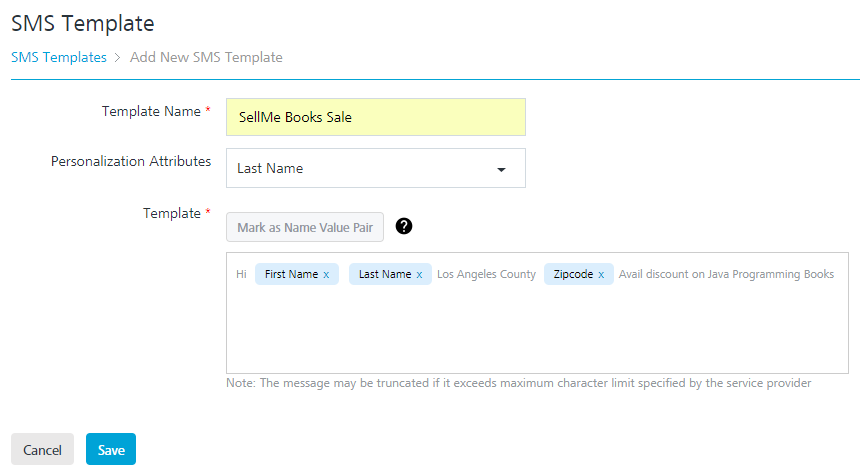 SMS Template
SMS Templates > Add New SMS Template
Template Name * SellMe Books Sale
Personalization Attributes Last Name
Template * Mark as Name Value Pair ?
Hi First Name x Last Name x Los Angeles County Zipcode x Avail discount on Java Programming Books
Note: The message may be truncated if it exceeds maximum character limit specified by the service provider
Cancel Save